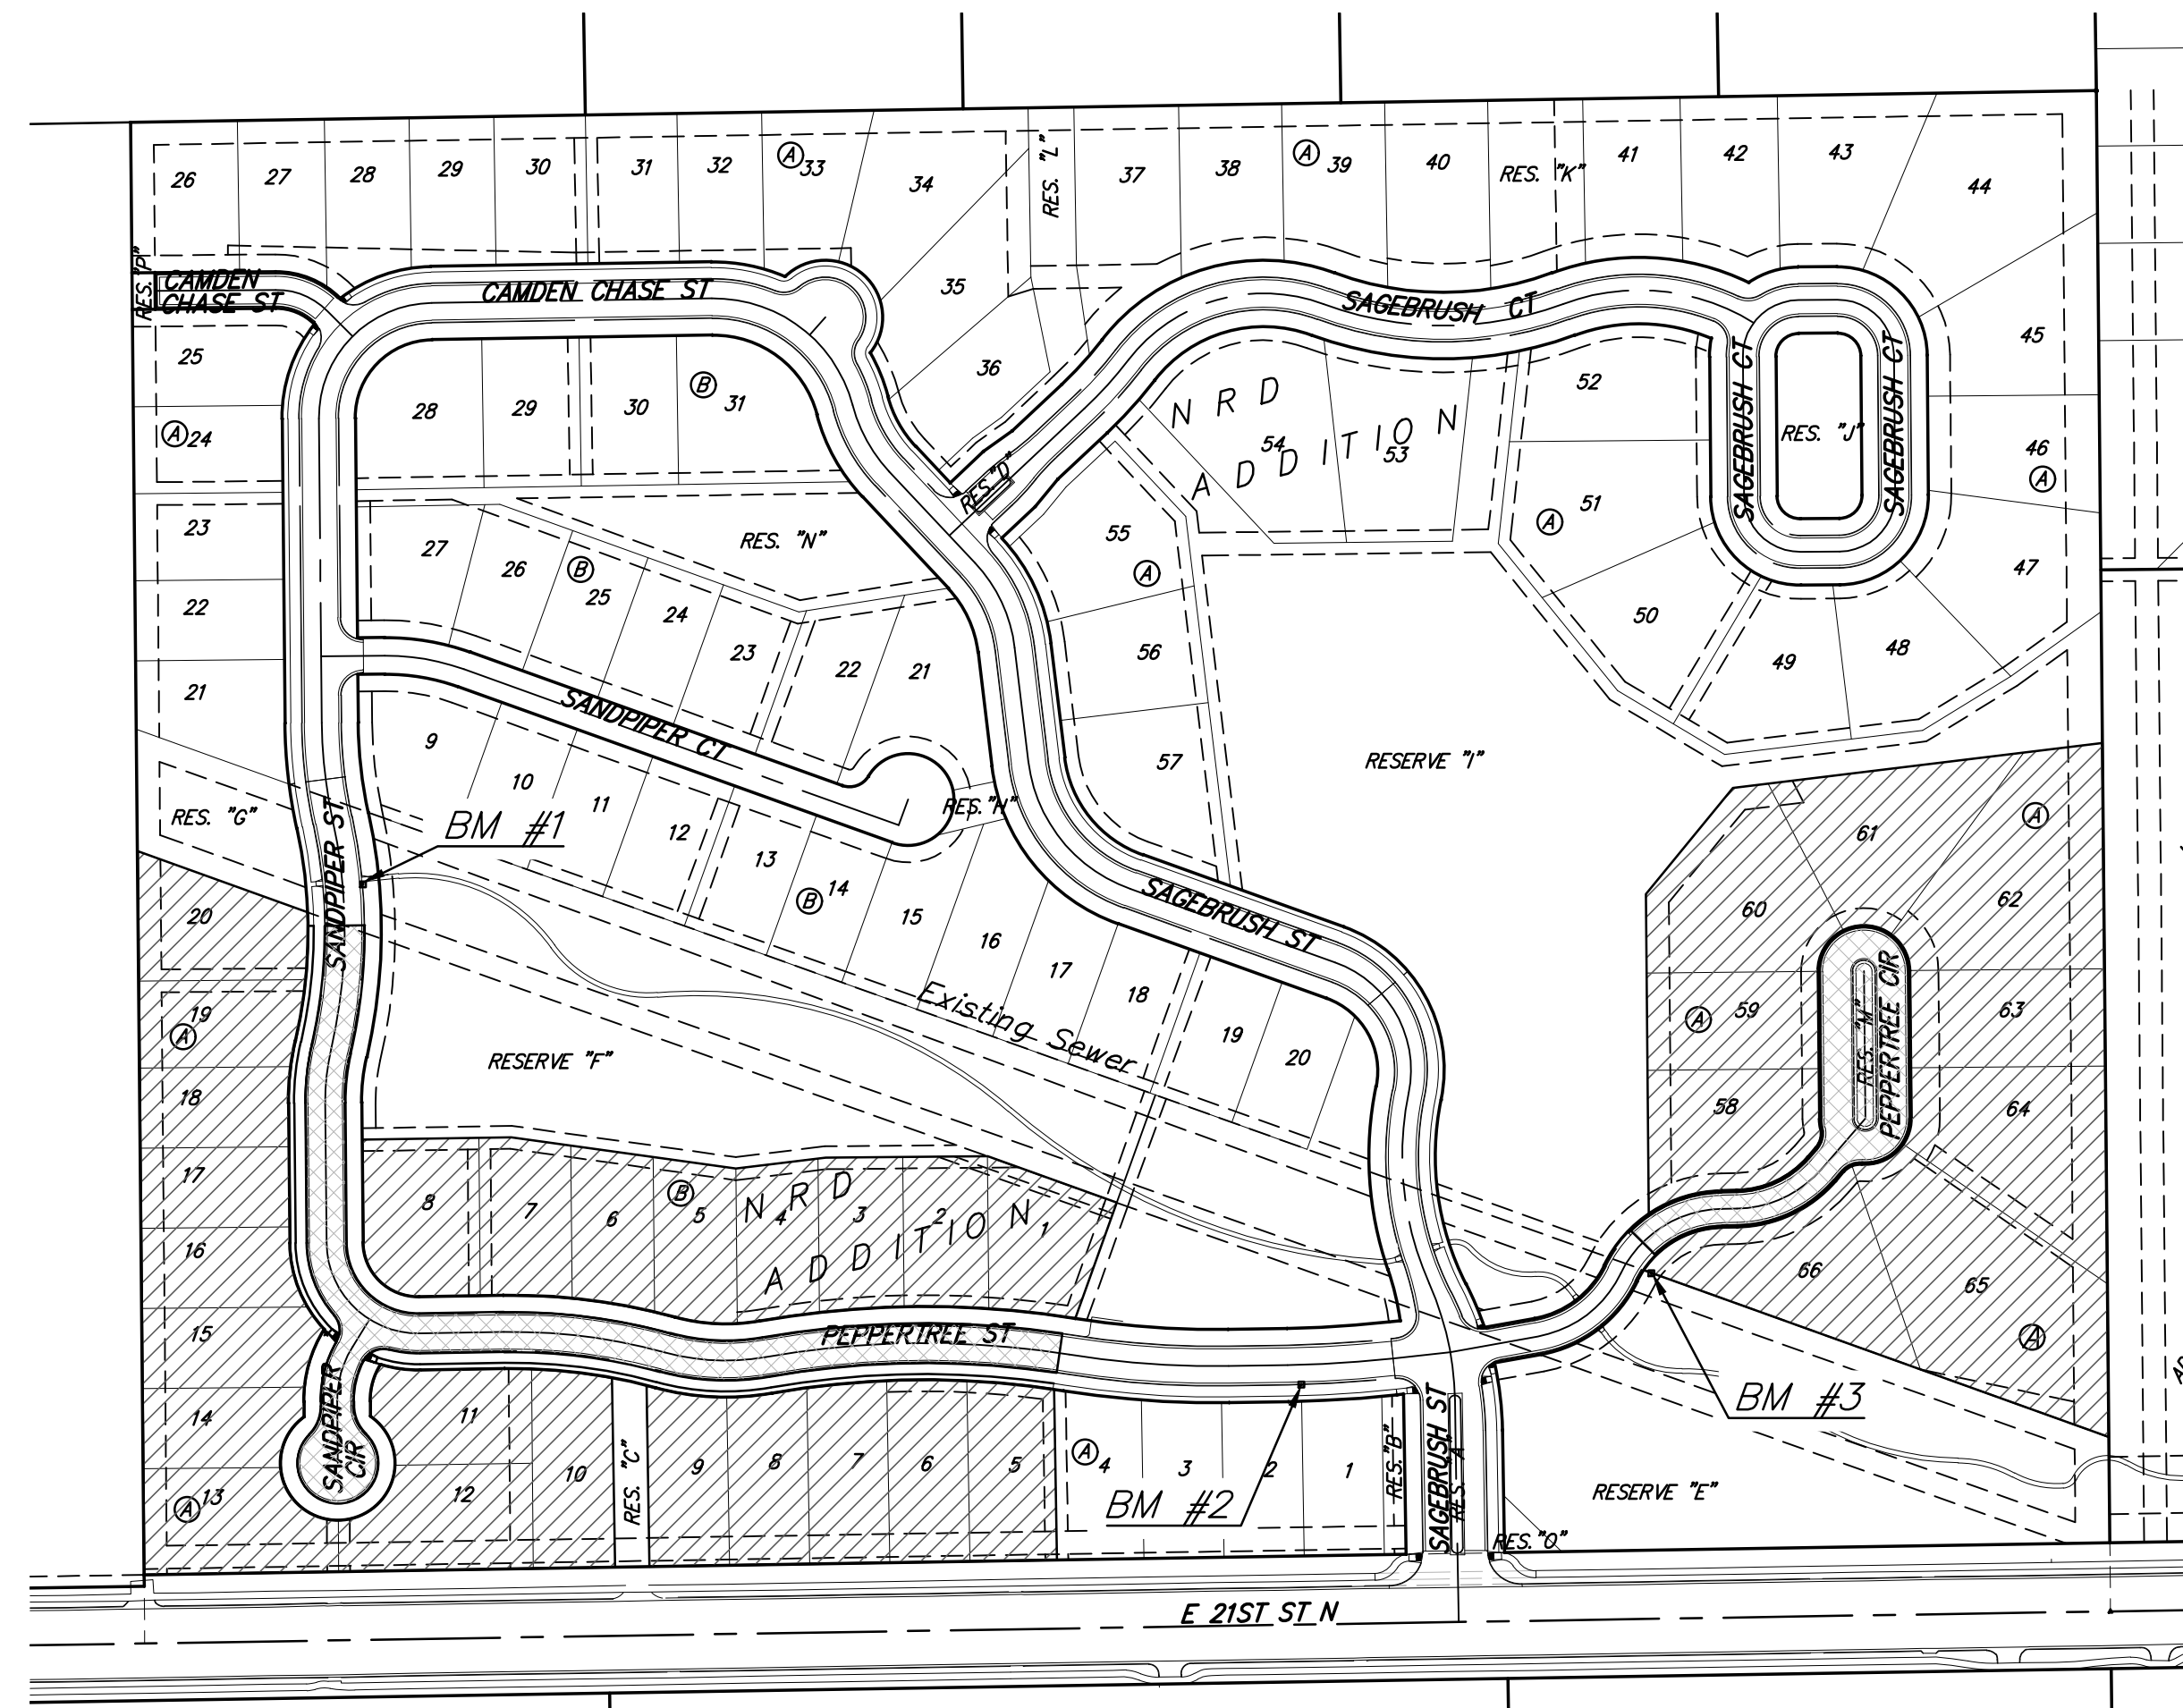 26 27 28 29 30 31 32 Ⓐ 33 34
RES. "L"
37 38 Ⓐ 39 40 RES. "K" 41 42 43 44
RES. "P"
CAMDEN
CHASE ST
CAMDEN CHASE ST
35
36
SAGEBRUSH CT
45
25
Ⓐ 24
28 29 30 Ⓑ 31
RES. "D"
NRD
ADDITION
54 53
52
SAGEBRUSH CT
RES. "J"
SAGEBRUSH CT
46
Ⓐ
23
22
21
27 26 Ⓑ 25 24 23 22 21
RES. "N"
55
Ⓐ
56
57
51
Ⓐ
50
49 48
47
SANDPIPER CT
RESERVE "I"
RES. "G"
SANDPIPER ST
BM #1
9 10 11 12 13 Ⓑ 14 15 16 17 18 19 20
RES. "H"
SAGEBRUSH ST
Existing Sewer
61 Ⓐ
60 62
Ⓐ 59 63
58 64
RES. "M"
PEPPERTREE CIR
66 65
Ⓐ
20
19
Ⓐ
18
17
16
15
14
Ⓐ 13
RESERVE "F"
8 7 6 Ⓑ 5 4 3 2 1
NRD
ADDITION
PEPPERTREE ST
SANDPIPER
CIR
11
12
10
RES. "C"
9 8 7 6 5
Ⓐ 4 3 2 1
BM #2
RES. "B"
SAGEBRUSH ST
RES. "A"
BM #3
RESERVE "E"
RES. "O"
E 21ST ST N